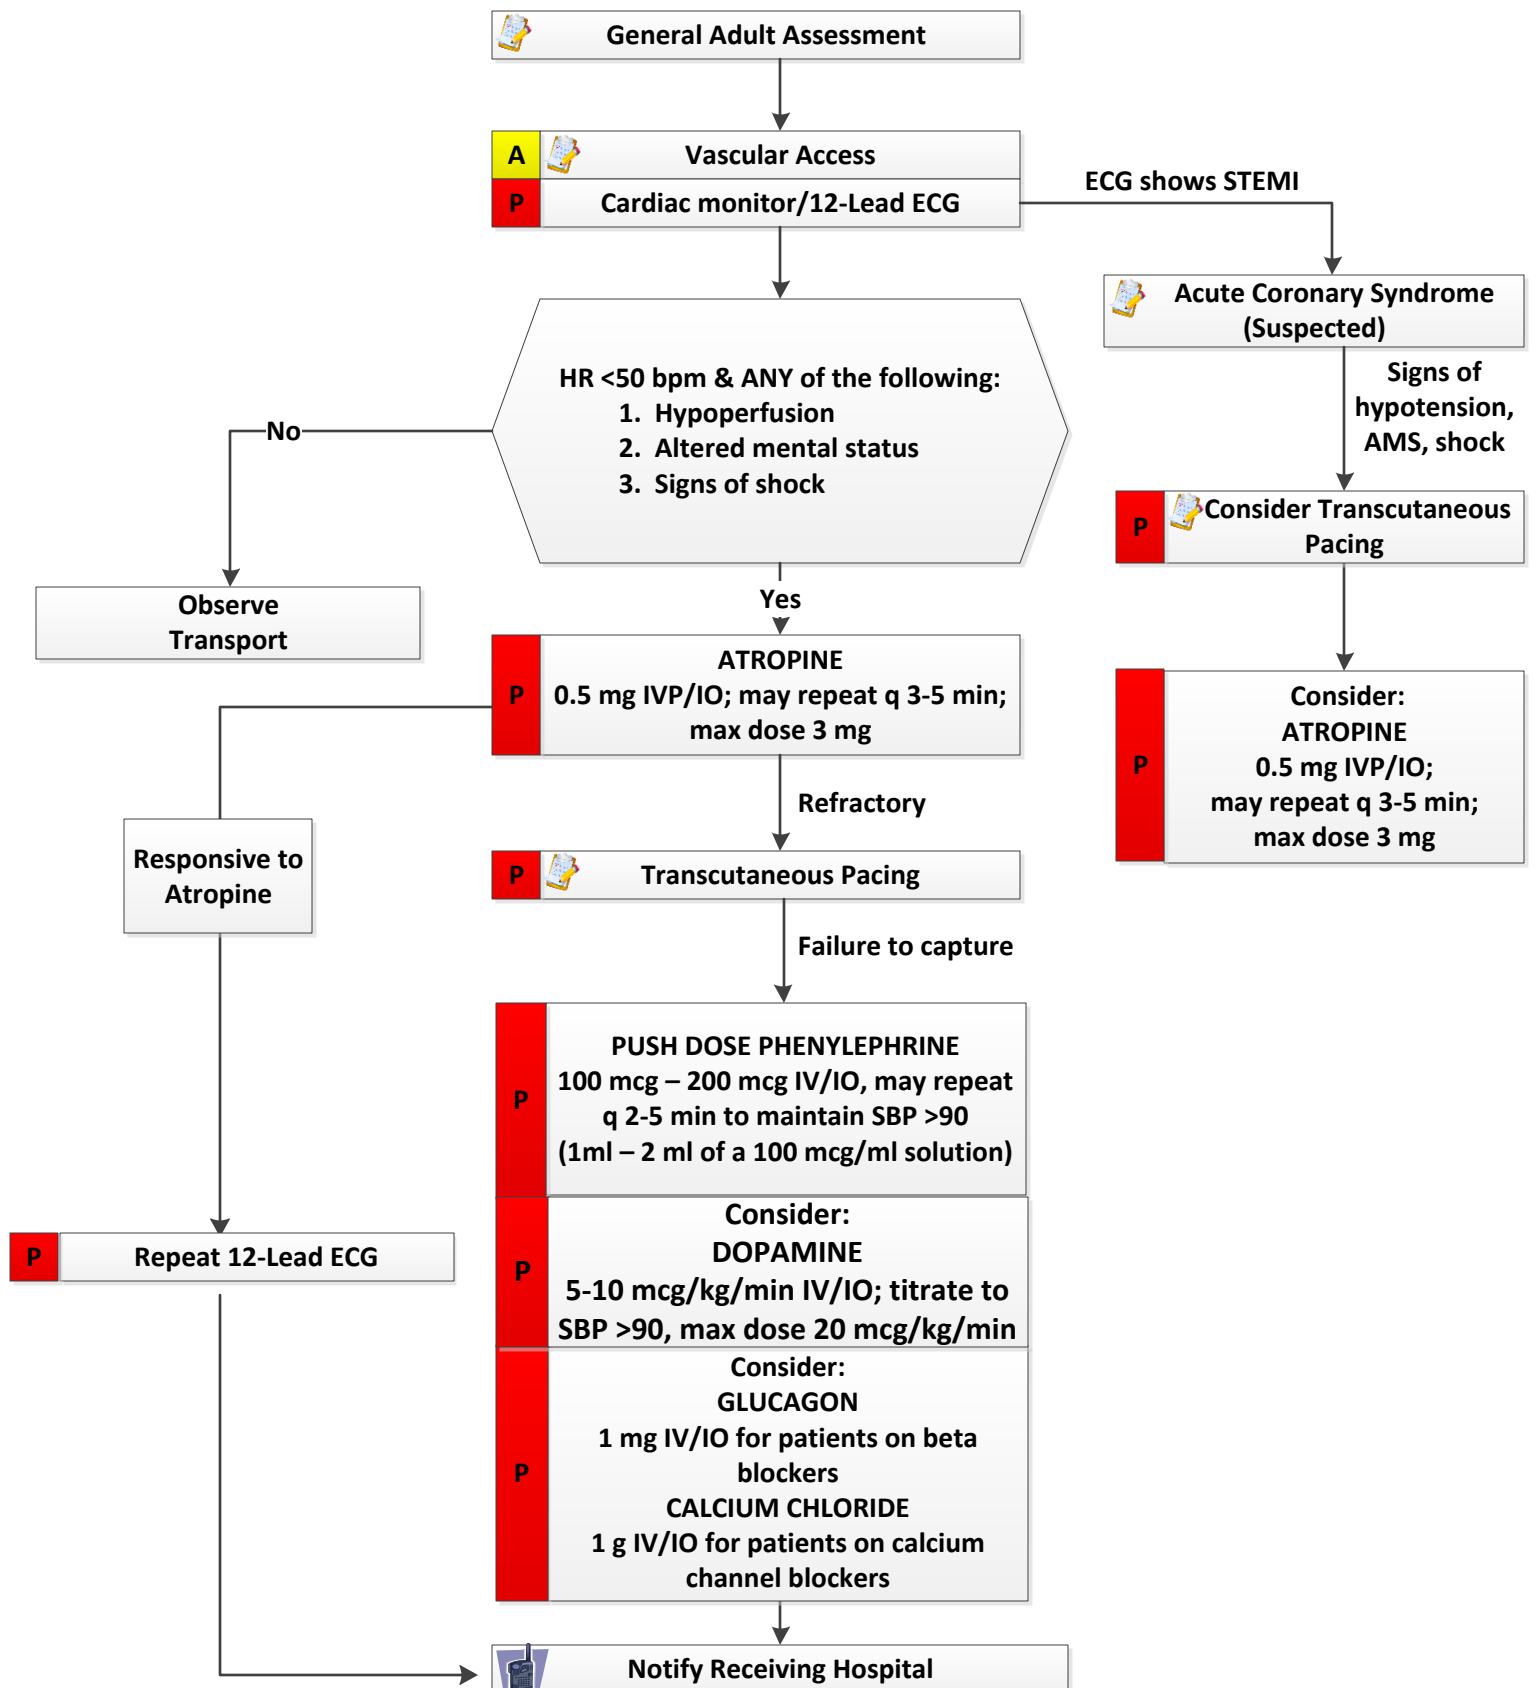 General Adult Assessment
A
Vascular Access
P
Cardiac monitor/12-Lead ECG
ECG shows STEMI
Acute Coronary Syndrome
(Suspected)
Signs of
hypotension,
AMS, shock
P
Consider Transcutaneous
Pacing
P
Consider:
ATROPINE
0.5 mg IVP/IO;
may repeat q 3-5 min;
max dose 3 mg
HR <50 bpm & ANY of the following:
1. Hypoperfusion
2. Altered mental status
3. Signs of shock
No
Observe
Transport
Yes
P
ATROPINE
0.5 mg IVP/IO; may repeat q 3-5 min;
max dose 3 mg
Responsive to
Atropine
P
Repeat 12-Lead ECG
Refractory
P
Transcutaneous Pacing
Failure to capture
P
PUSH DOSE PHENYLEPHRINE
100 mcg – 200 mcg IV/IO, may repeat
q 2-5 min to maintain SBP >90
(1ml – 2 ml of a 100 mcg/ml solution)
P
Consider:
DOPAMINE
5-10 mcg/kg/min IV/IO; titrate to
SBP >90, max dose 20 mcg/kg/min
P
Consider:
GLUCAGON
1 mg IV/IO for patients on beta
blockers
CALCIUM CHLORIDE
1 g IV/IO for patients on calcium
channel blockers
Notify Receiving Hospital